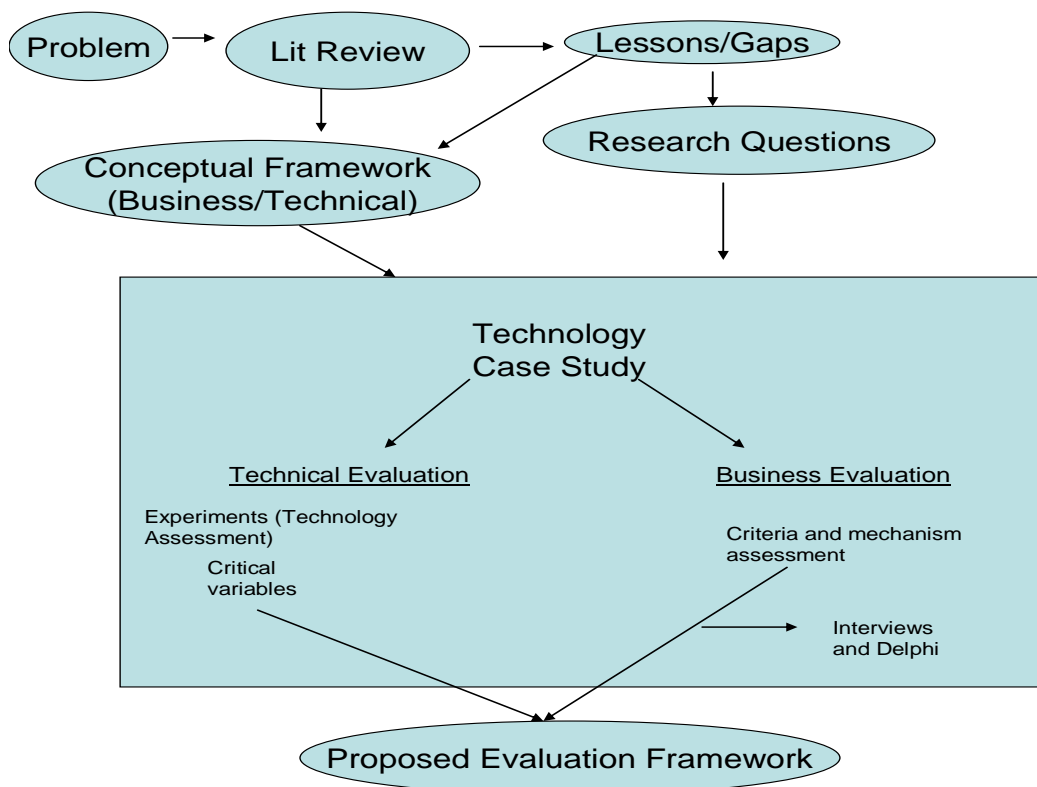 Problem
Lit Review
Lessons/Gaps
Research Questions
Conceptual Framework
(Business/Technical)
Technology
Case Study
Technical Evaluation
Business Evaluation
Experiments (Technology
Assessment)
Critical
variables
Criteria and mechanism
assessment
Interviews
and Delphi
Proposed Evaluation Framework